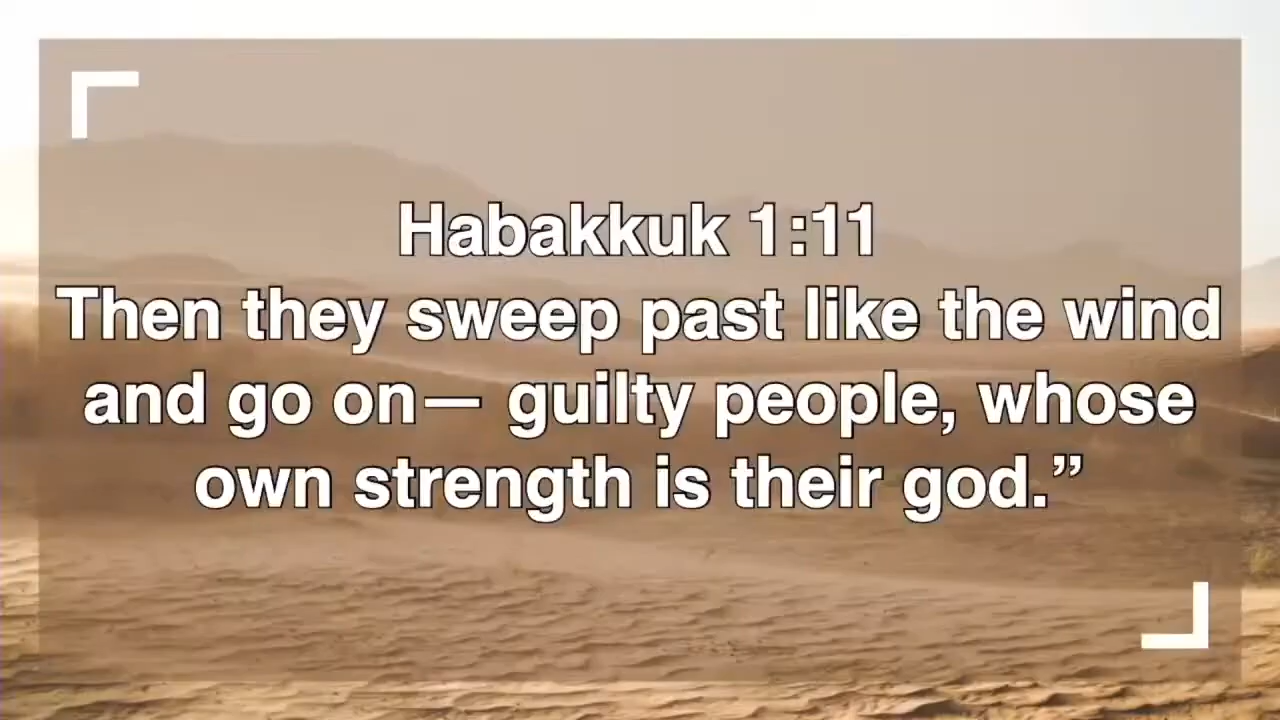 Habakkuk 1:11
Then they sweep past like the wind
and go on— guilty people, whose
own strength is their god.”